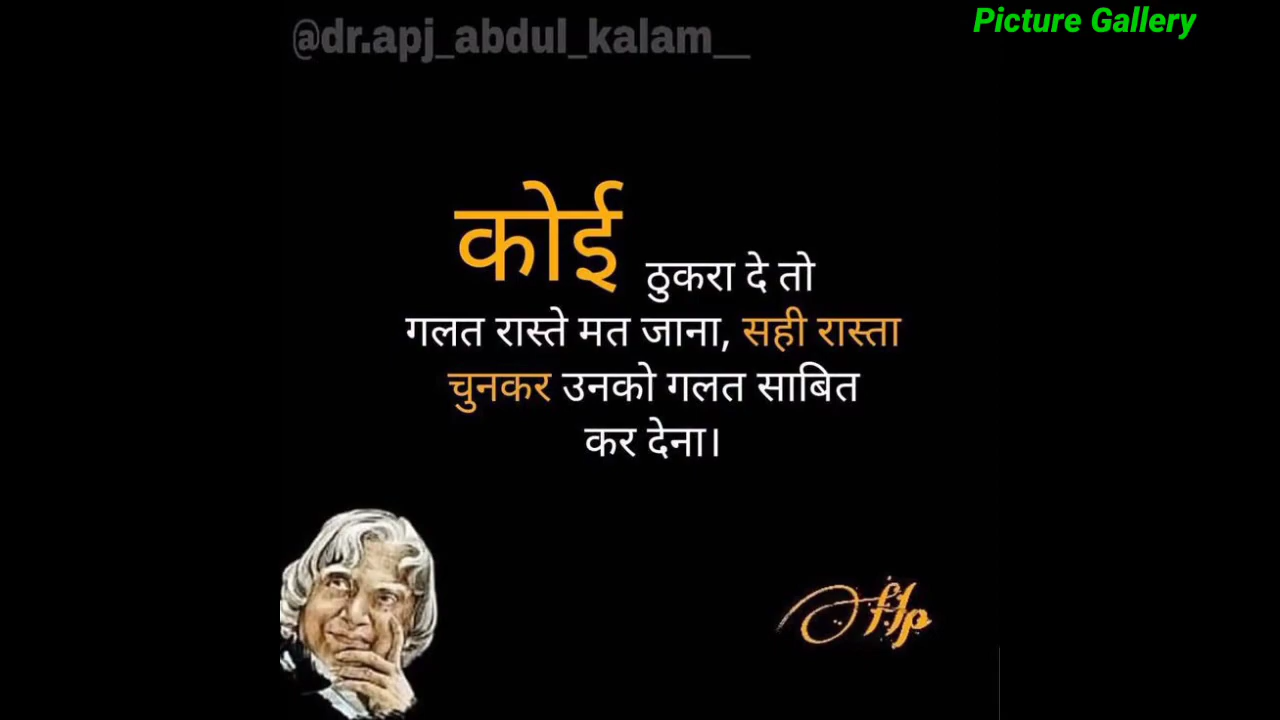 @dr.apj_abdul_kalam__
Picture Gallery
कोई ठुकरा दे तो
गलत रास्ते मत जाना, सही रास्ता
चुनकर उनको गलत साबित
कर देना।